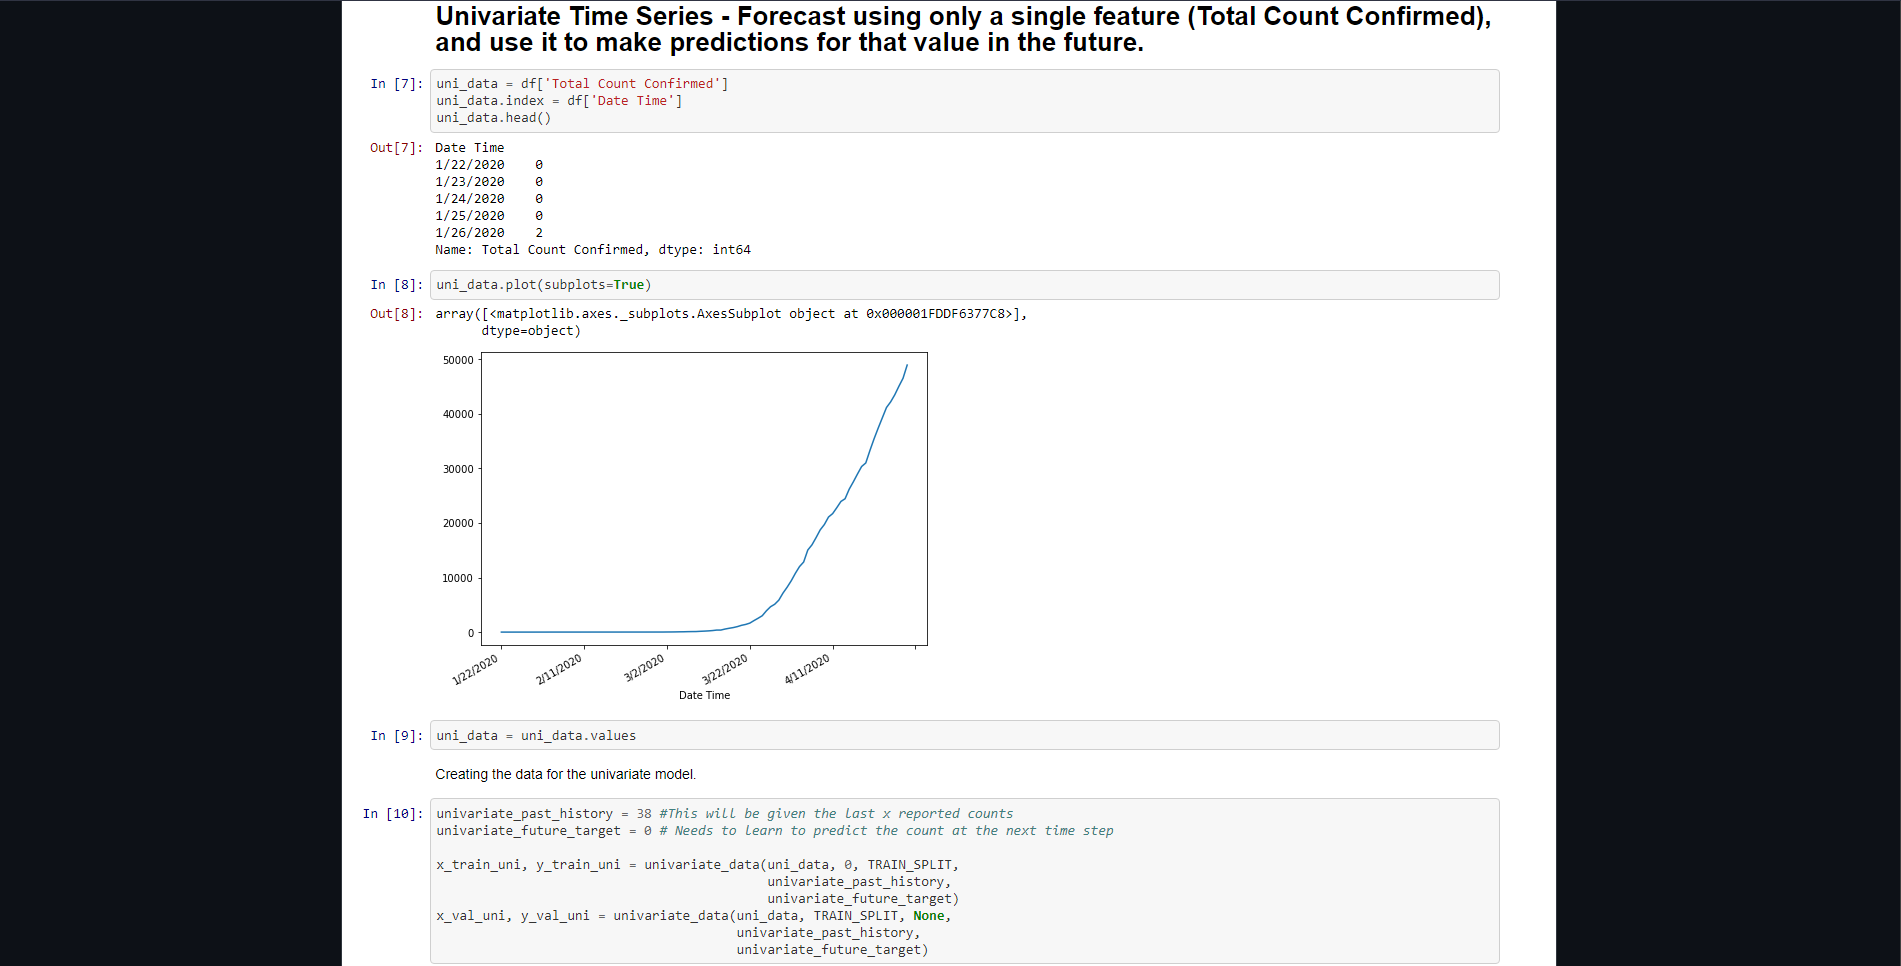 Univariate Time Series - Forecast using only a single feature (Total Count Confirmed),
and use it to make predictions for that value in the future.
In [7]: uni_data = df['Total Count Confirmed']
uni_data.index = df['Date Time']
uni_data.head()
Out[7]: Date Time
1/22/2020    0
1/23/2020    0
1/24/2020    0
1/25/2020    0
1/26/2020    2
Name: Total Count Confirmed, dtype: int64
In [8]: uni_data.plot(subplots=True)
Out[8]: array([<matplotlib.axes._subplots.AxesSubplot object at 0x000001FDDF6377C8>],
dtype=object)
50000
40000
30000
20000
10000
0
1/22/2020 2/11/2020 3/2/2020 3/22/2020 4/11/2020
Date Time
In [9]: uni_data = uni_data.values
Creating the data for the univariate model.
In [10]: univariate_past_history = 38 #This will be given the last x reported counts
univariate_future_target = 0 # Needs to learn to predict the count at the next time step
x_train_uni, y_train_uni = univariate_data(uni_data, 0, TRAIN_SPLIT,
univariate_past_history,
univariate_future_target)
x_val_uni, y_val_uni = univariate_data(uni_data, TRAIN_SPLIT, None,
univariate_past_history,
univariate_future_target)